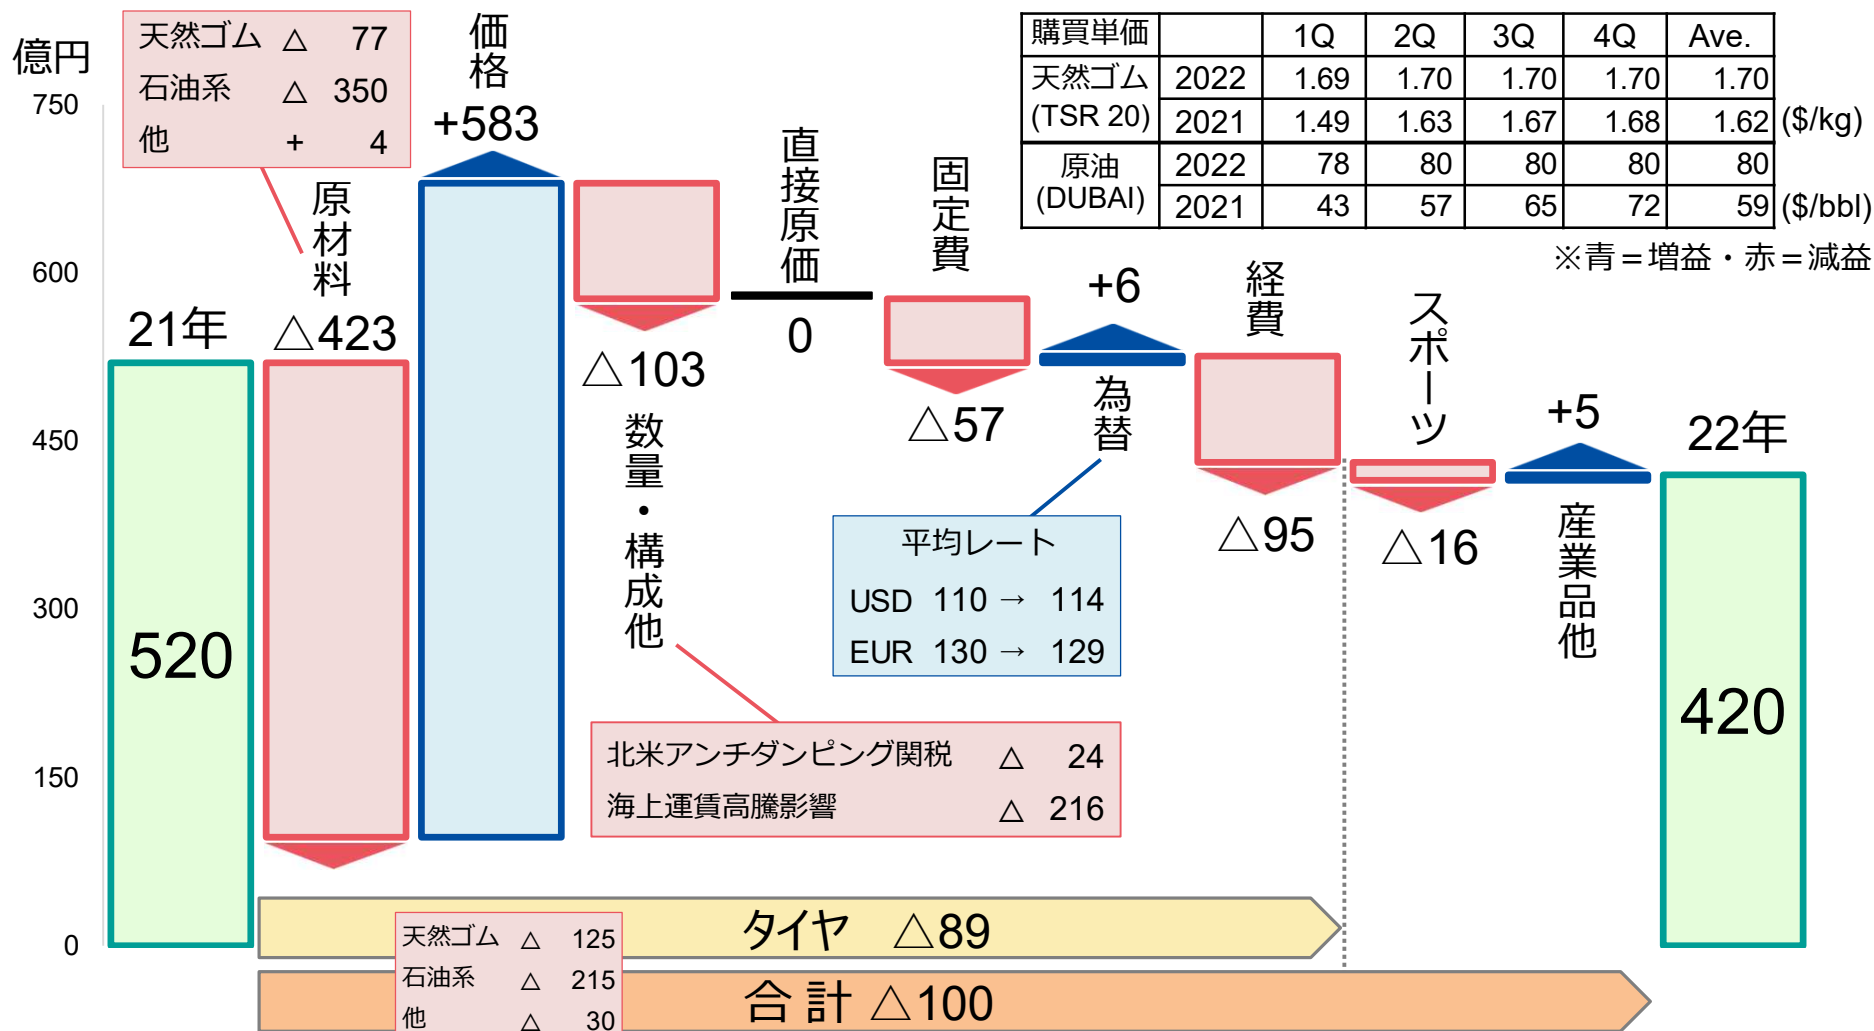 億円
750
600
450
300
150
0
天然ゴム △ 77
石油系 △ 350
他 + 4
原材料
△423
21年
520
価格
+583
△103
数量・構成他
直接原価
0
固定費
△57
+6
為替
経費
△95
スポーツ
△16
+5
産業品他
22年
420
購買単価 1Q 2Q 3Q 4Q Ave.
天然ゴム (TSR 20) 2022 1.69 1.70 1.70 1.70 1.70
2021 1.49 1.63 1.67 1.68 1.62 ($/kg)
原油 (DUBAI) 2022 78 80 80 80 80
2021 43 57 65 72 59 ($/bbl)
※青＝増益・赤＝減益
平均レート
USD 110 → 114
EUR 130 → 129
北米アンチダンピング関税 △ 24
海上運賃高騰影響 △ 216
タイヤ △89
天然ゴム △ 125
石油系 △ 215
他 △ 30
合計 △100